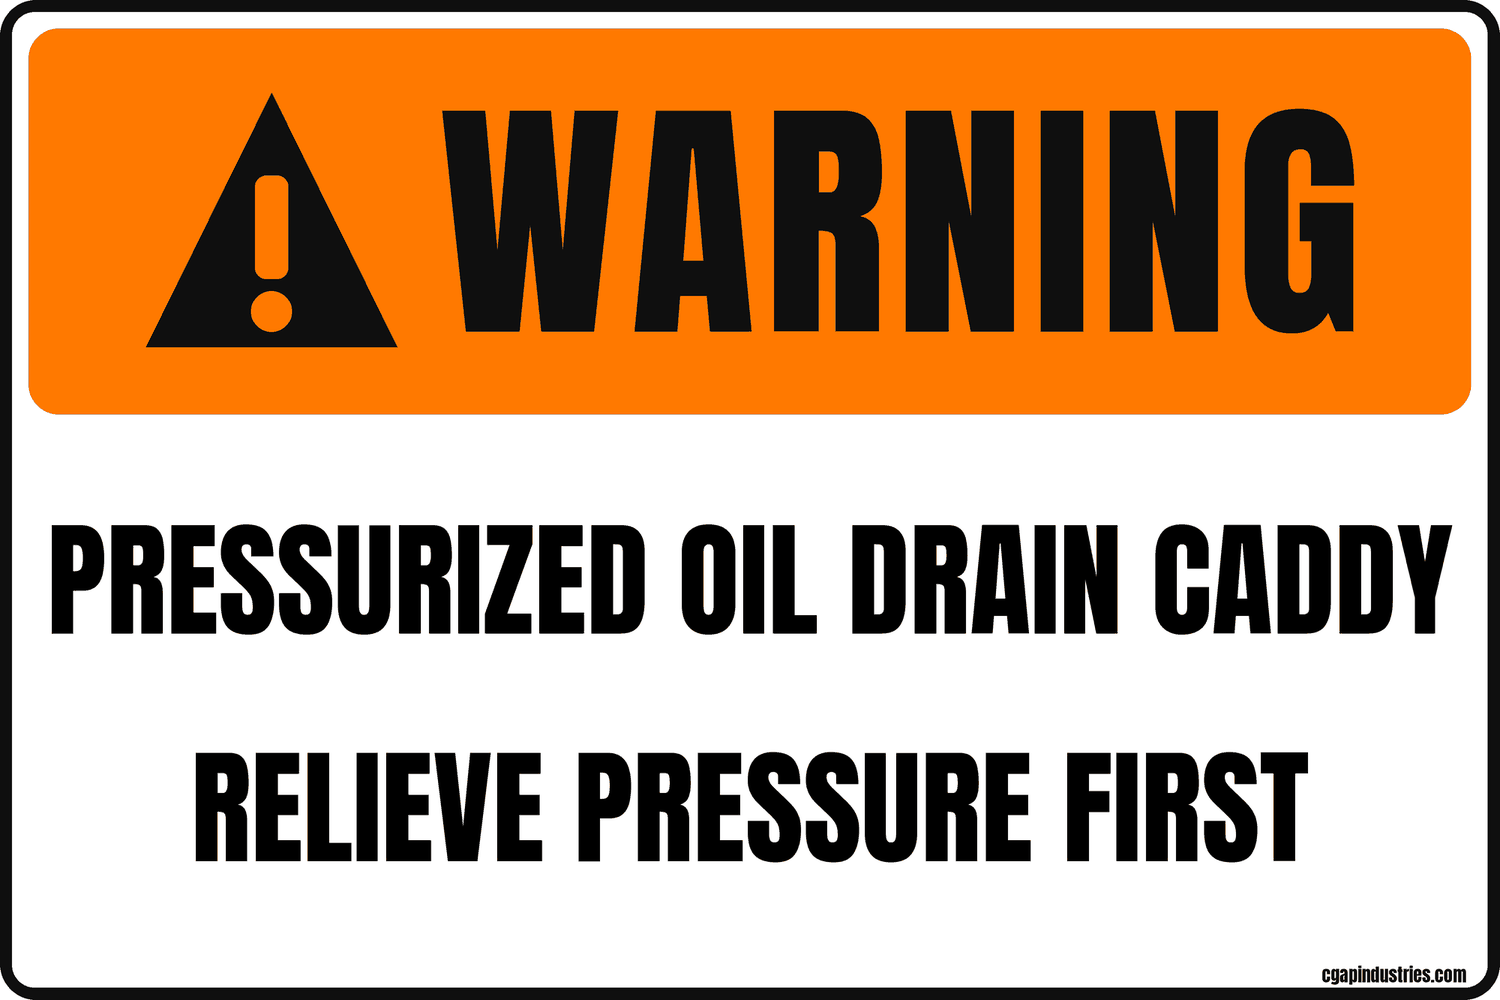 WARNING
PRESSURIZED OIL DRAIN CADDY
RELIEVE PRESSURE FIRST
cgapindustries.com